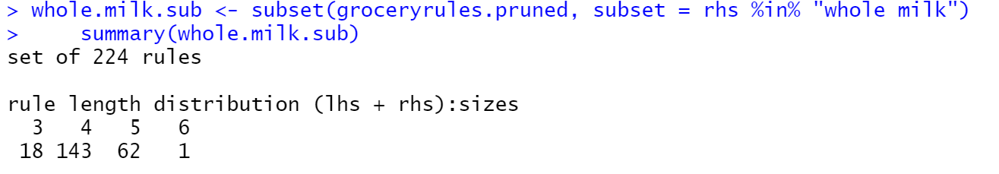 > whole.milk.sub <- subset(groceryrules.pruned, subset = rhs %in% "whole milk")
>     summary(whole.milk.sub)
set of 224 rules
rule length distribution (lhs + rhs):sizes
  3   4   5   6
 18 143  62   1